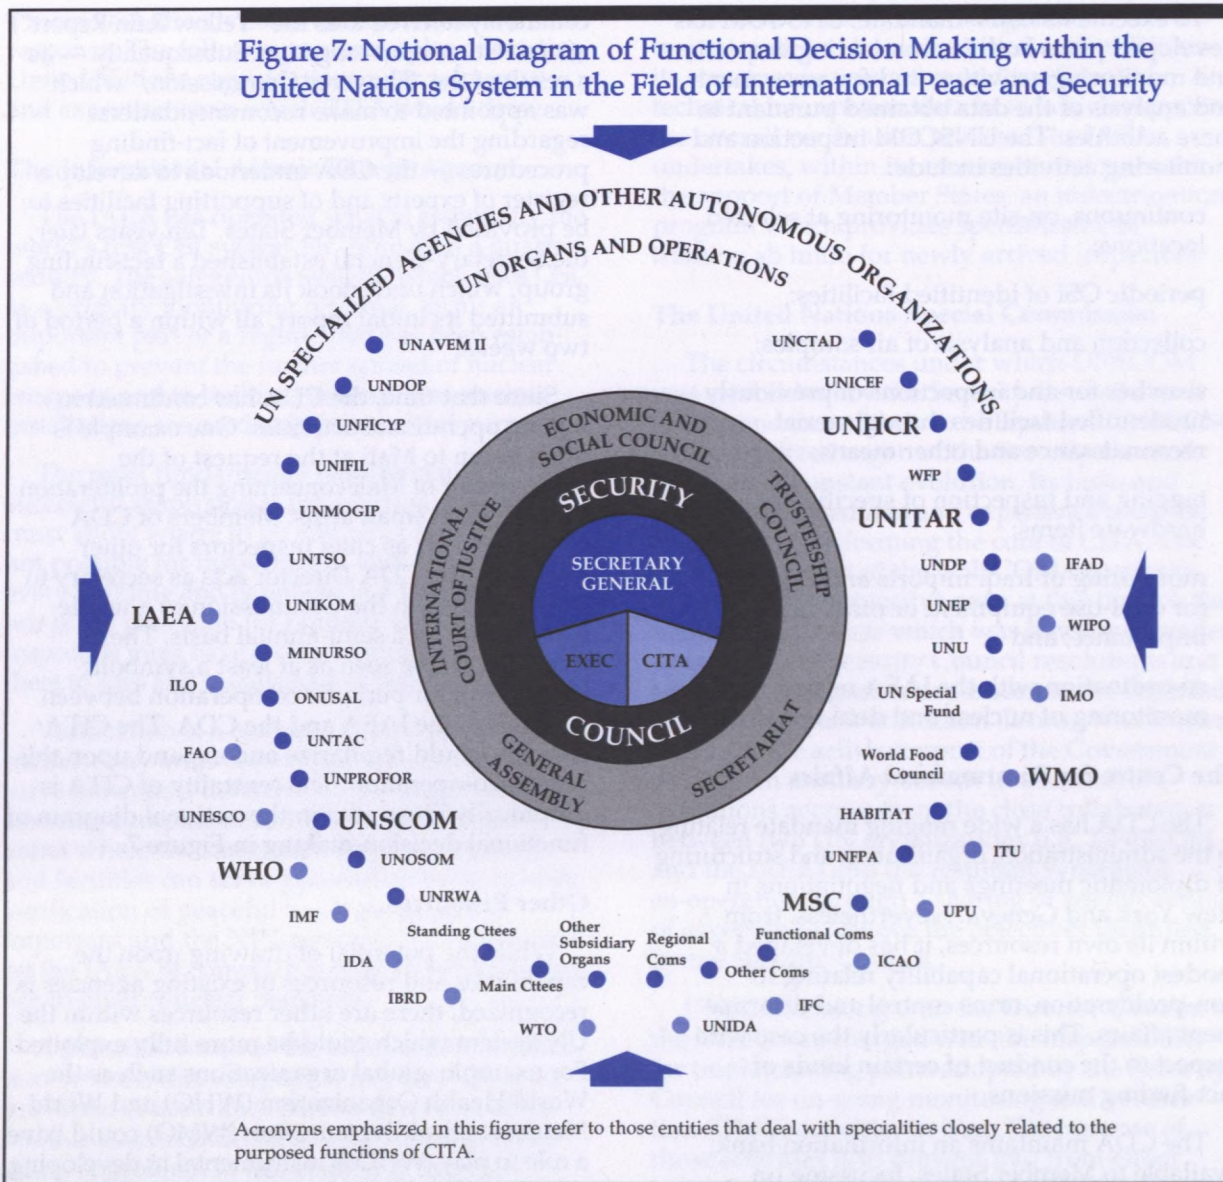 Figure 7: Notional Diagram of Functional Decision Making within the
United Nations System in the Field of International Peace and Security
UN SPECIALIZED AGENCIES AND OTHER AUTONOMOUS ORGANIZATIONS
UN ORGANS AND OPERATIONS
UNAVEM II
UNDOF
UNFICYP
UNIFIL
UNMOGIP
UNTSO
UNIKOM
MINURSO
ONUSAL
UNTAC
UNPROFOR
UNSCOM
UNOSOM
UNRWA
Standing Cttees
Main Cttees
Other
Subsidiary
Organs
Regional
Coms
Other Coms
Functional Coms
MSC
UNFPA
HABITAT
World Food
Council
UN Special
Fund
UNU
UNEP
UNDP
UNITAR
WFP
UNHCR
UNICEF
UNCTAD
IAEA
ILO
FAO
UNESCO
WHO
IMF
IDA
IBRD
WTO
UNIDA
IFC
ICAO
UPU
ITU
WMO
IMO
WIPO
IFAD
ECONOMIC AND
SOCIAL COUNCIL
TRUSTEESHIP
COUNCIL
SECRETARIAT
GENERAL
ASSEMBLY
INTERNATIONAL
COURT OF JUSTICE
SECURITY
COUNCIL
SECRETARY
GENERAL
EXEC
CITA
Acronyms emphasized in this figure refer to those entities that deal with specialities closely related to the
purposed functions of CITA.